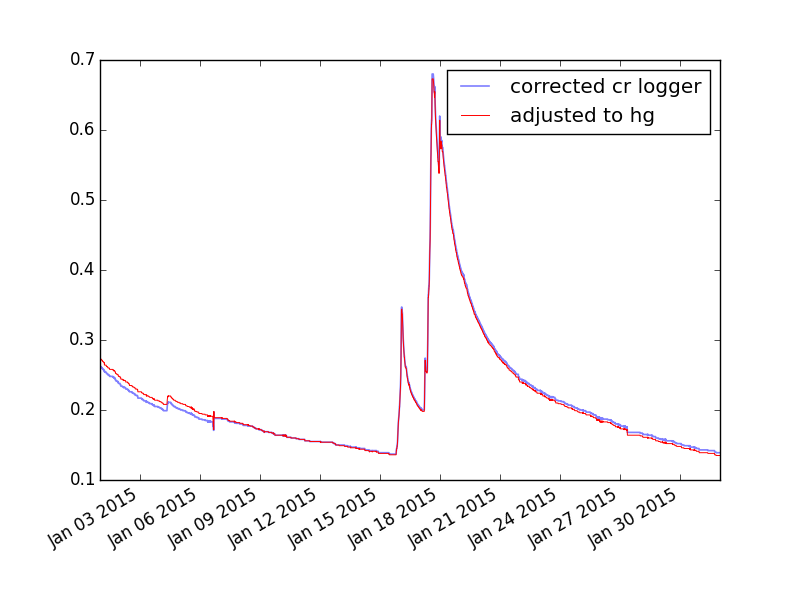 0.7
0.6
0.5
0.4
0.3
0.2
0.1
corrected cr logger
adjusted to hg
Jan 03 2015
Jan 06 2015
Jan 09 2015
Jan 12 2015
Jan 15 2015
Jan 18 2015
Jan 21 2015
Jan 24 2015
Jan 27 2015
Jan 30 2015